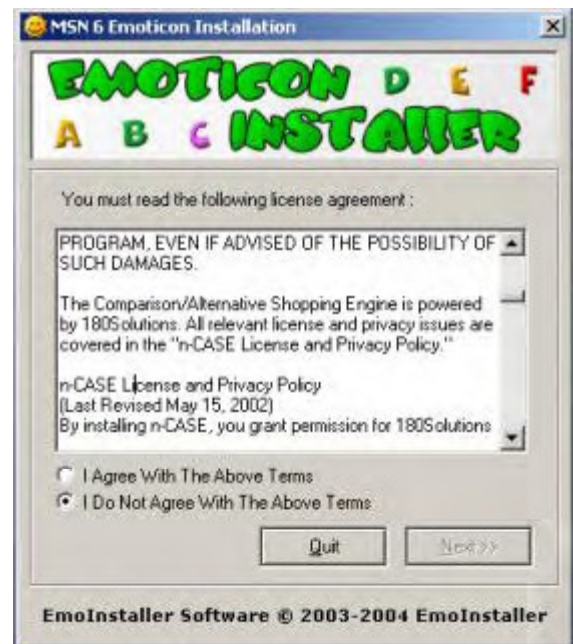 MSN 6 Emoticon Installation
EMOTICON D E F
A B C INSTALLER
You must read the following license agreement :
PROGRAM, EVEN IF ADVISED OF THE POSSIBILITY OF
SUCH DAMAGES.
The Comparison/Alternative Shopping Engine is powered
by 180Solutions. All relevant license and privacy issues are
covered in the "n-CASE License and Privacy Policy."
n-CASE License and Privacy Policy
(Last Revised May 15, 2002)
By installing n-CASE, you grant permission for 180Solutions
I Agree With The Above Terms
I Do Not Agree With The Above Terms
Quit
Next >>
EmoInstaller Software © 2003-2004 EmoInstaller